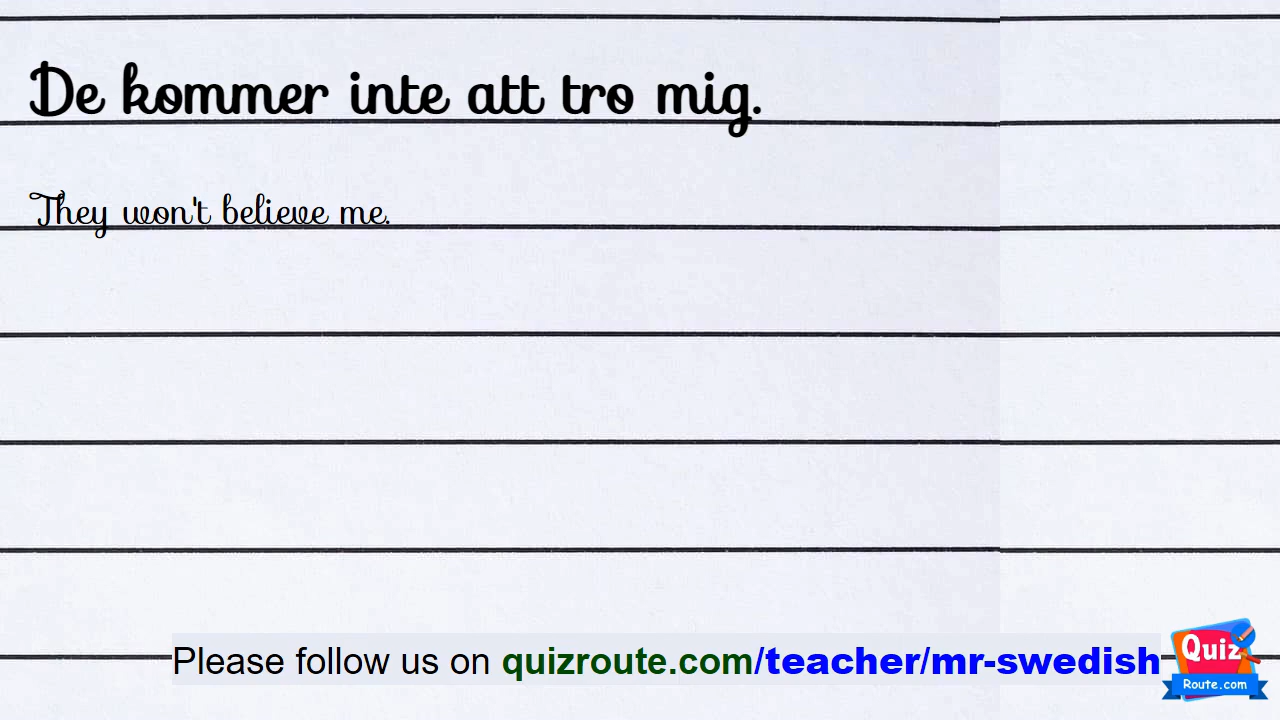 De kommer inte att tro mig.
They won't believe me.
Please follow us on quizroute.com/teacher/mr-swedish
Quiz
Route.com